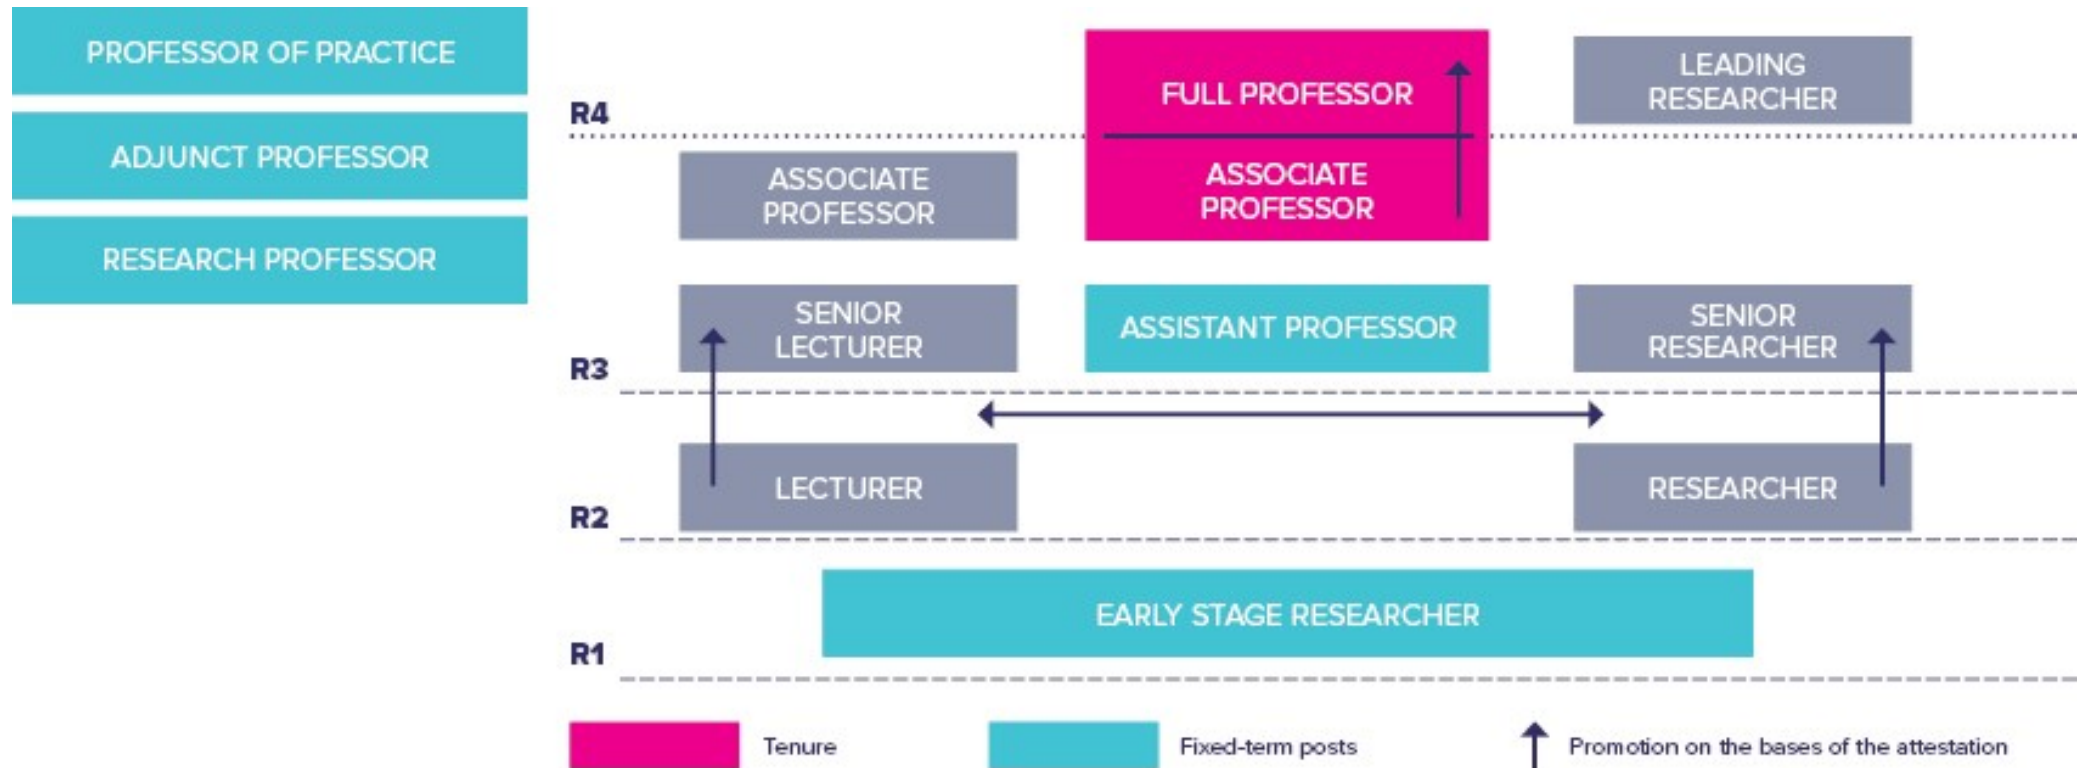 PROFESSOR OF PRACTICE
ADJUNCT PROFESSOR
RESEARCH PROFESSOR
R4
FULL PROFESSOR
LEADING
RESEARCHER
ASSOCIATE
PROFESSOR
ASSOCIATE
PROFESSOR
R3
SENIOR
LECTURER
ASSISTANT PROFESSOR
SENIOR
RESEARCHER
R2
LECTURER
RESEARCHER
R1
EARLY STAGE RESEARCHER
Tenure
Fixed-term posts
Promotion on the bases of the attestation